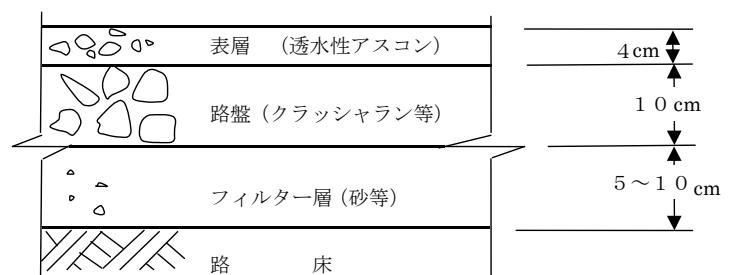 表層 （透水性アスコン）
4cm
路盤（クラッシャラン等）
１０cm
フィルター層（砂等）
５～１０cm
路 床